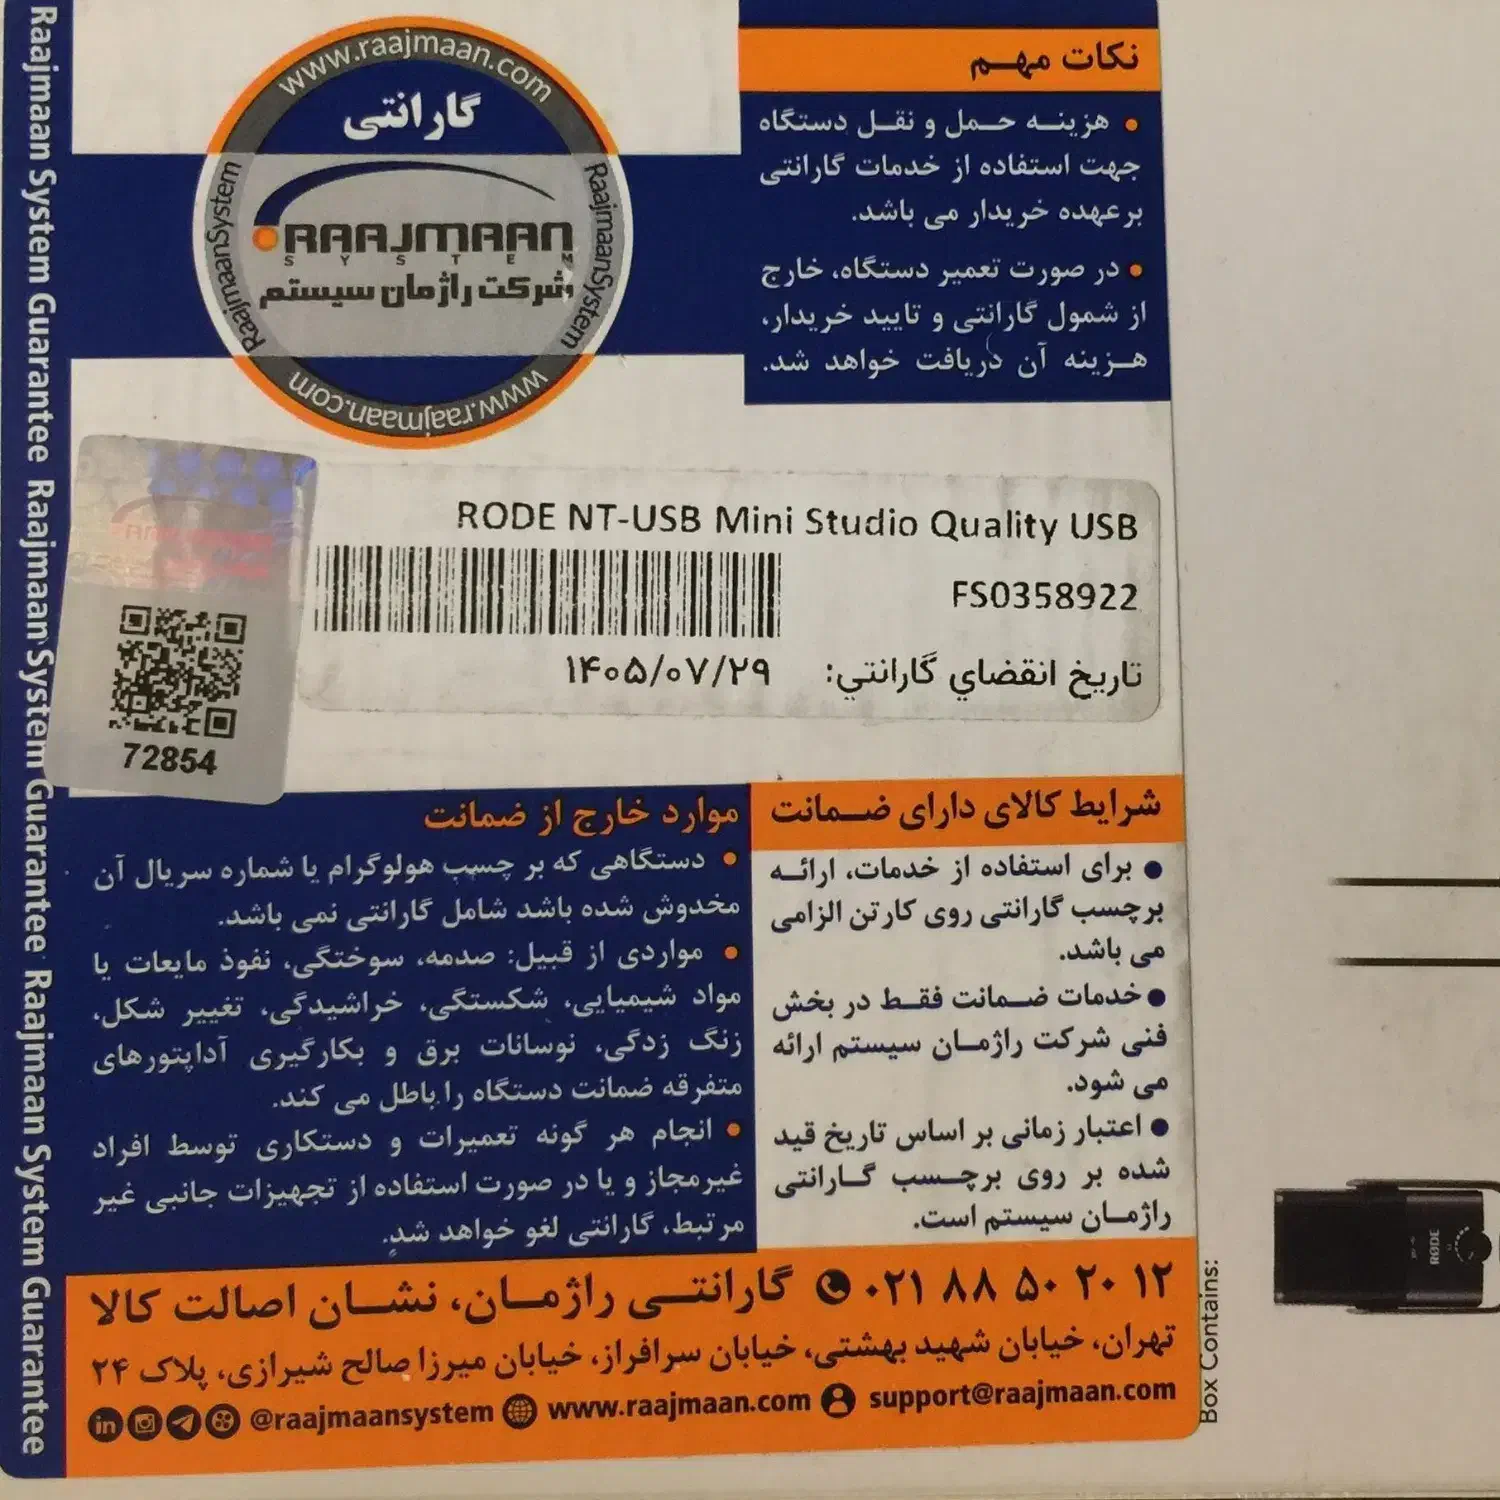 www.raajmaan.com
گارانتی
RaajmaanSystem
RAAJMAAN
SYSTEM
شرکت راژمان سیستم
RaajmaanSystem
www.raajmaan.com
نکات مهم
• هزینه حمل و نقل دستگاه
جهت استفاده از خدمات گارانتی
برعهده خریدار می باشد.
• در صورت تعمیر دستگاه، خارج
از شمول گارانتی و تایید خریدار،
هزینه آن دریافت خواهد شد.
RODE NT-USB Mini Studio Quality USB
FS0358922
تاریخ انقضاي گارانتي: ۱۴۰۵/۰۷/۲۹
72854
شرایط کالای دارای ضمانت
• برای استفاده از خدمات، ارائه
برچسب گارانتی روی کارتن الزامی
می باشد.
• خدمات ضمانت فقط در بخش
فنی شرکت راژمان سیستم ارائه
می شود.
• اعتبار زمانی بر اساس تاریخ قید
شده بر روی برچسب گارانتی
راژمان سیستم است.
موارد خارج از ضمانت
• دستگاهی که بر چسب هولوگرام یا شماره سریال آن
مخدوش شده باشد شامل گارانتی نمی باشد.
• مواردی از قبیل: صدمه، سوختگی، نفوذ مایعات یا
مواد شیمیایی، شکستگی، خراشیدگی، تغییر شکل،
زنگ زدگی، نوسانات برق و بکارگیری آداپتورهای
متفرقه ضمانت دستگاه را باطل می کند.
• انجام هر گونه تعمیرات و دستکاری توسط افراد
غیرمجاز و یا در صورت استفاده از تجهیزات جانبی غیر
مرتبط، گارانتی لغو خواهد شد.
۰۲۱ ۸۸ ۵۰ ۲۰ ۱۲ گارانتی راژمان، نشان اصالت کالا
تهران، خیابان شهید بهشتی، خیابان سرافراز، خیابان میرزا صالح شیرازی، پلاک ۲۴
@raajmaansystem www.raajmaan.com support@raajmaan.com
Raajmaan System Guarantee Raajmaan System Guarantee Raajmaan System Guarantee
Box Contains:
RØDE